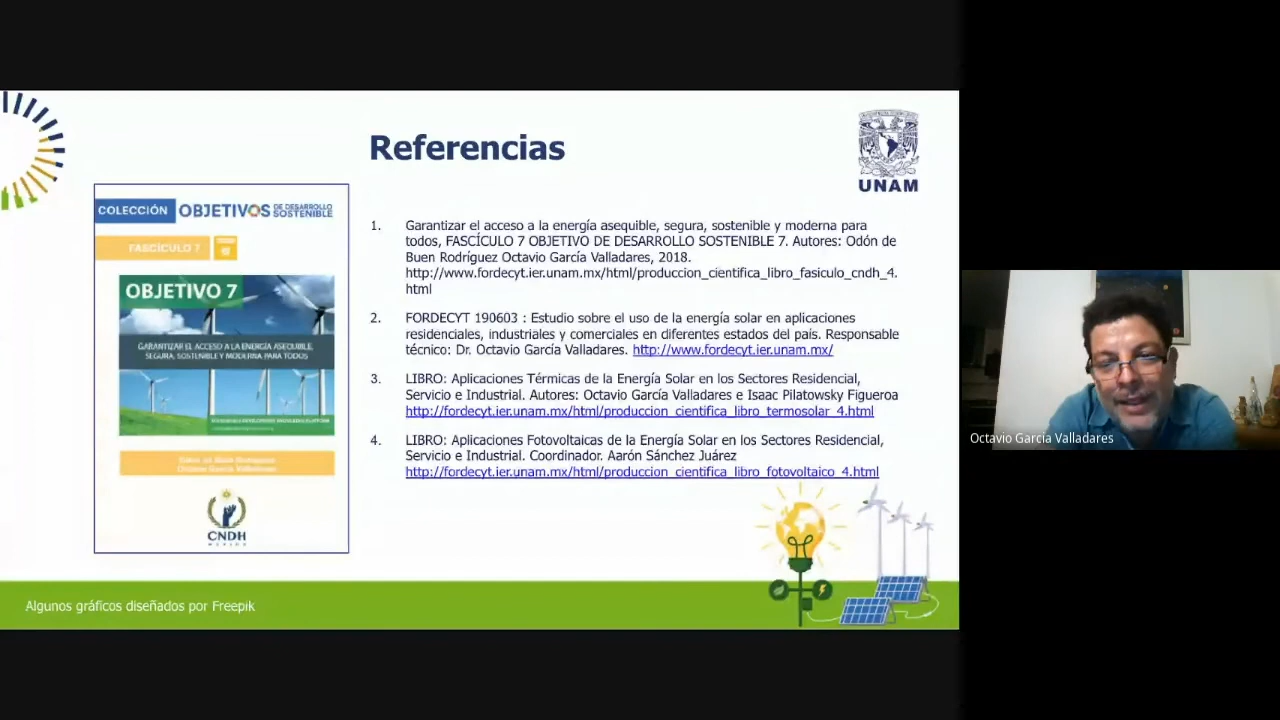 Referencias
UNAM
COLECCIÓN OBJETIVOS DE DESARROLLO SOSTENIBLE
FASCÍCULO 7
OBJETIVO 7
GARANTIZAR EL ACCESO A LA ENERGÍA ASEQUIBLE,
SEGURA, SOSTENIBLE Y MODERNA PARA TODOS
Octavio García Valladares
CNDH
MÉXICO
1. Garantizar el acceso a la energía asequible, segura, sostenible y moderna para
todos, FASCÍCULO 7 OBJETIVO DE DESARROLLO SOSTENIBLE 7. Autores: Odón de
Buen Rodríguez Octavio García Valladares, 2018.
http://www.fordecyt.ier.unam.mx/html/produccion_cientifica_libro_fasiculo_cndh_4.
html
2. FORDECYT 190603 : Estudio sobre el uso de la energía solar en aplicaciones
residenciales, industriales y comerciales en diferentes estados del país. Responsable
técnico: Dr. Octavio García Valladares. http://www.fordecyt.ier.unam.mx/
3. LIBRO: Aplicaciones Térmicas de la Energía Solar en los Sectores Residencial,
Servicio e Industrial. Autores: Octavio García Valladares e Isaac Pilatowsky Figueroa
http://fordecyt.ier.unam.mx/html/produccion_cientifica_libro_termosolar_4.html
4. LIBRO: Aplicaciones Fotovoltaicas de la Energía Solar en los Sectores Residencial,
Servicio e Industrial. Coordinador. Aarón Sánchez Juárez
http://fordecyt.ier.unam.mx/html/produccion_cientifica_libro_fotovoltaico_4.html
Algunos gráficos diseñados por Freepik
Octavio García Valladares